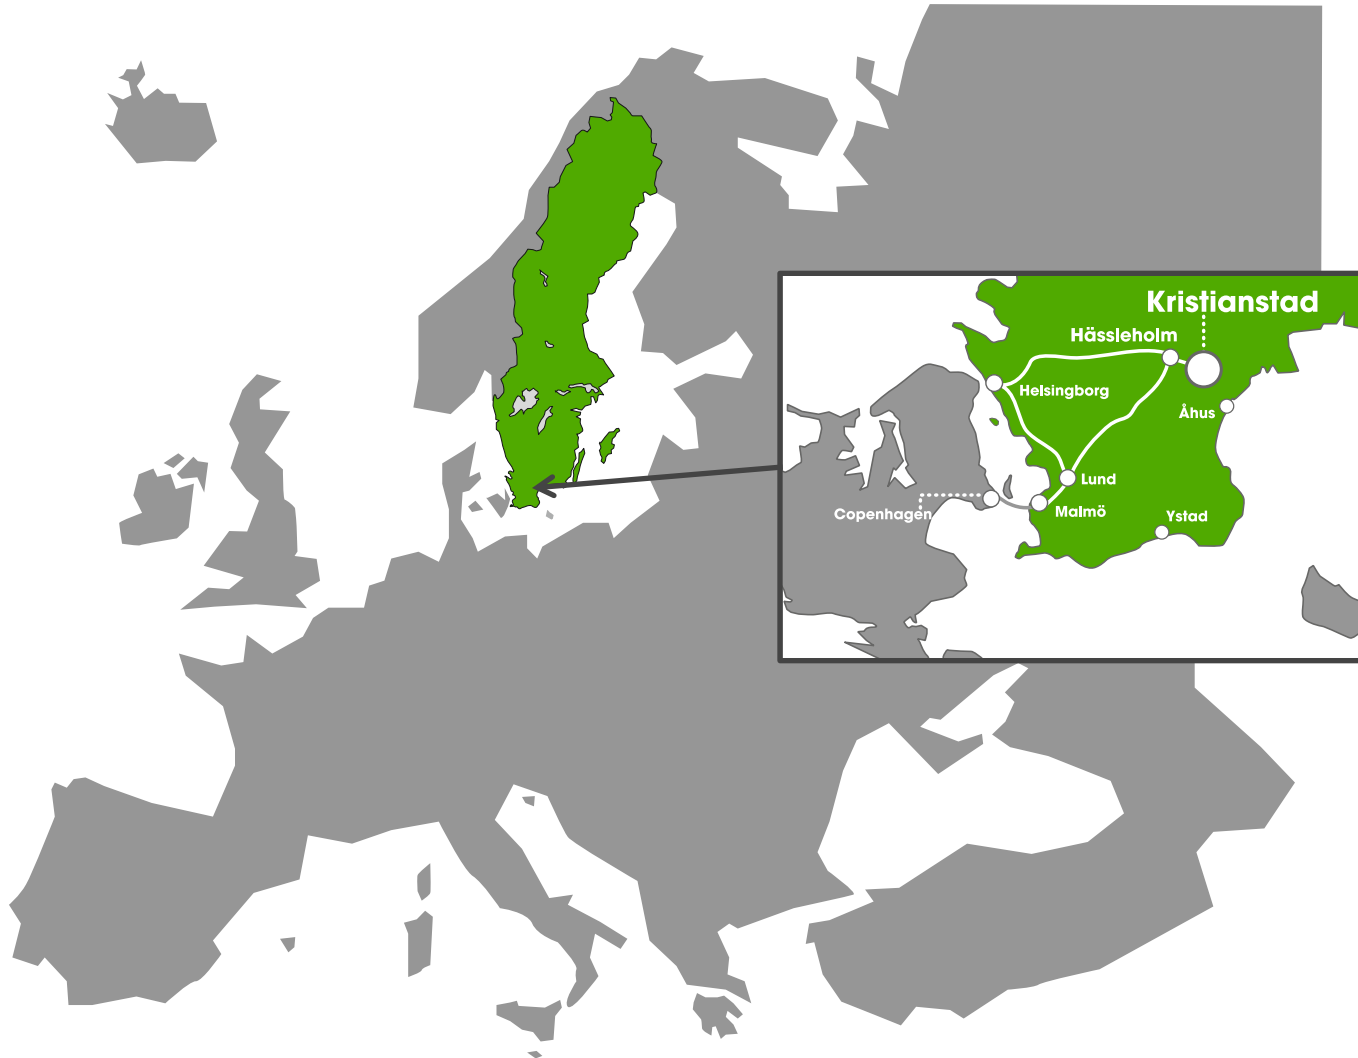 Kristianstad
Hässleholm
Helsingborg
Åhus
Lund
Copenhagen
Malmö
Ystad